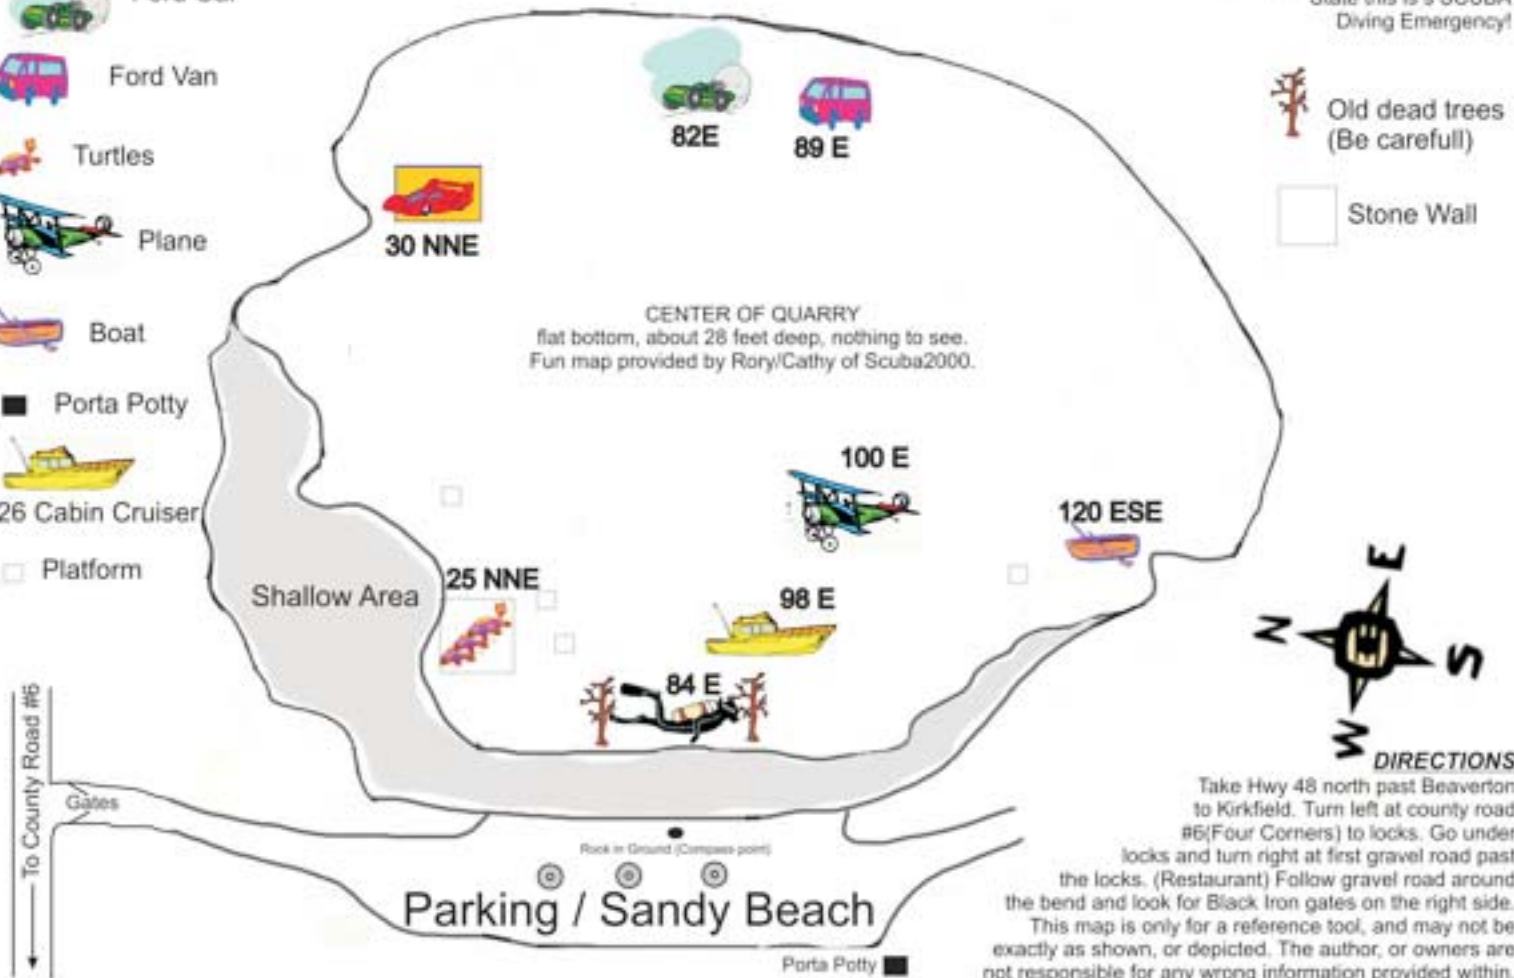 Ford Car
Ford Van
Turtles
Plane
Boat
Porta Potty
26 Cabin Cruiser
Platform
State this is s SCUBA
Diving Emergency!
Old dead trees
(Be carefull)
Stone Wall
82E
89 E
30 NNE
CENTER OF QUARRY
flat bottom, about 28 feet deep, nothing to see.
Fun map provided by Rory/Cathy of Scuba2000.
100 E
120 ESE
25 NNE
Shallow Area
98 E
84 E
E
N
S
W
To County Road #6
Gates
Rock in Ground (Compass point)
Parking / Sandy Beach
Porta Potty
DIRECTIONS
Take Hwy 48 north past Beaverton
to Kirkfield. Turn left at county road
#6(Four Corners) to locks. Go under
locks and turn right at first gravel road past
the locks. (Restaurant) Follow gravel road around
the bend and look for Black Iron gates on the right side.
This map is only for a reference tool, and may not be
exactly as shown, or depicted. The author, or owners are
not responsible for any wrong information provided within.